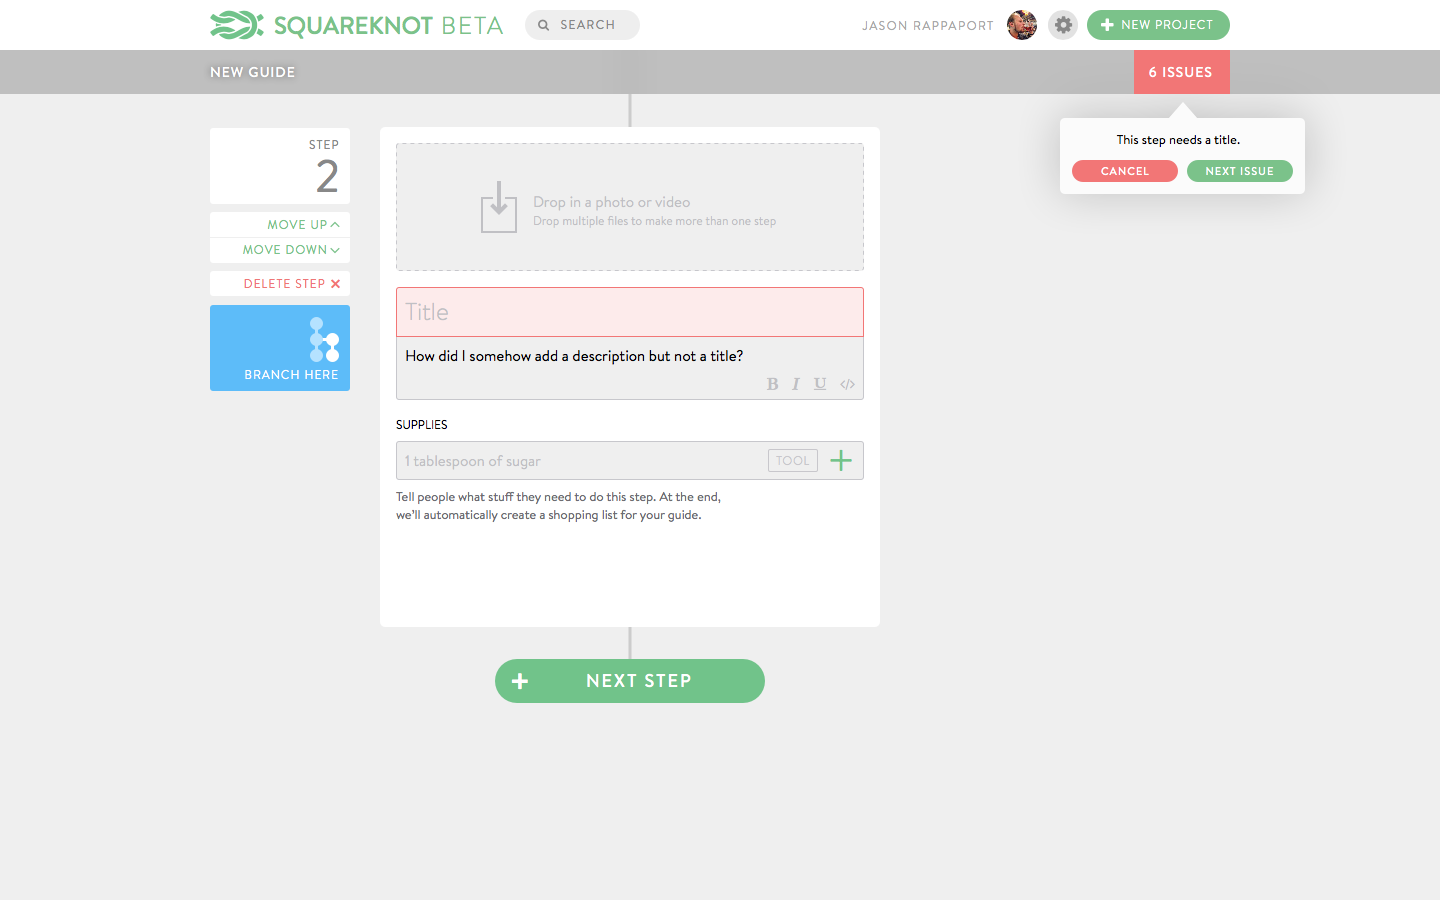 SQUAREKNOT BETA
SEARCH
JASON RAPPAPORT
NEW PROJECT
NEW GUIDE
6 ISSUES
This step needs a title.
CANCEL
NEXT ISSUE
STEP
2
MOVE UP
MOVE DOWN
DELETE STEP
BRANCH HERE
Drop in a photo or video
Drop multiple files to make more than one step
Title
How did I somehow add a description but not a title?
B I U </>
SUPPLIES
1 tablespoon of sugar
TOOL
Tell people what stuff they need to do this step. At the end,
we'll automatically create a shopping list for your guide.
NEXT STEP